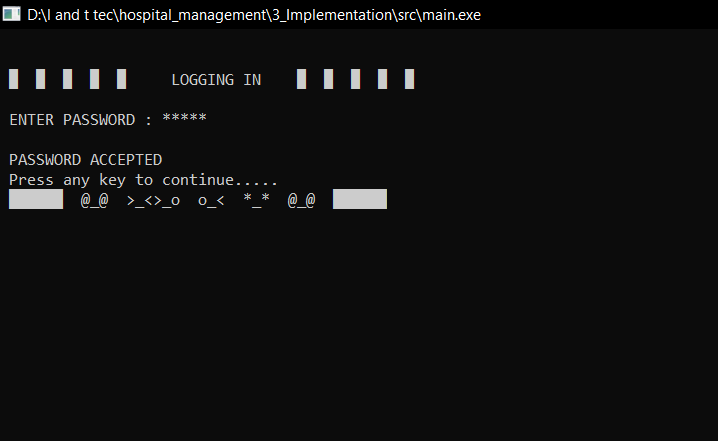 D:\l and t tec\hospital_management\3_Implementation\src\main.exe
█ █ █ █ █ LOGGING IN █ █ █ █ █
ENTER PASSWORD : *****
PASSWORD ACCEPTED
Press any key to continue.....
██████ @_@ >_<>_o o_< *_* @_@ ██████